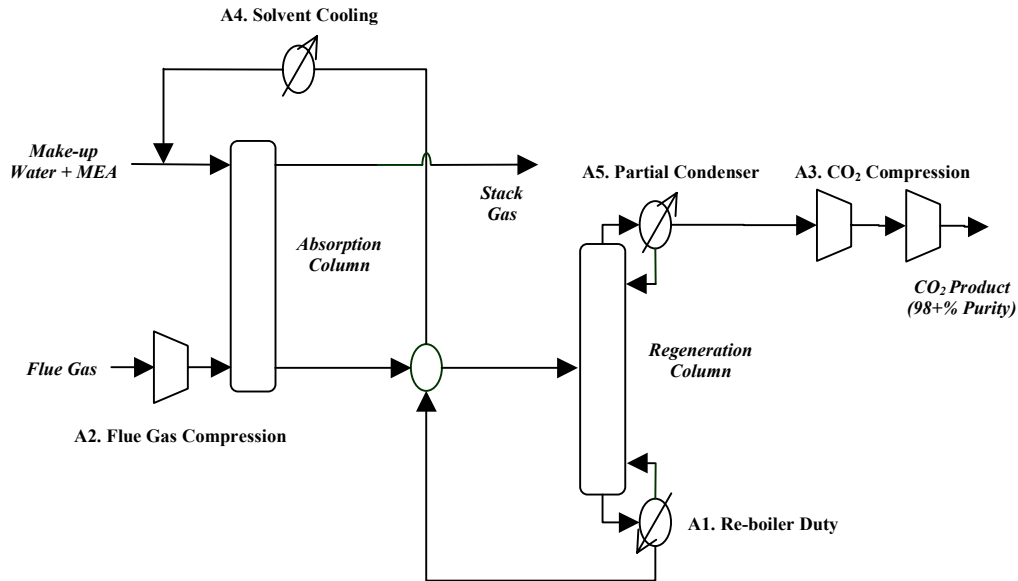 A4. Solvent Cooling
Make-up
Water + MEA
Stack
Gas
A5. Partial Condenser
A3. CO₂ Compression
Absorption
Column
CO₂ Product
(98+% Purity)
Flue Gas
Regeneration
Column
A2. Flue Gas Compression
A1. Re-boiler Duty